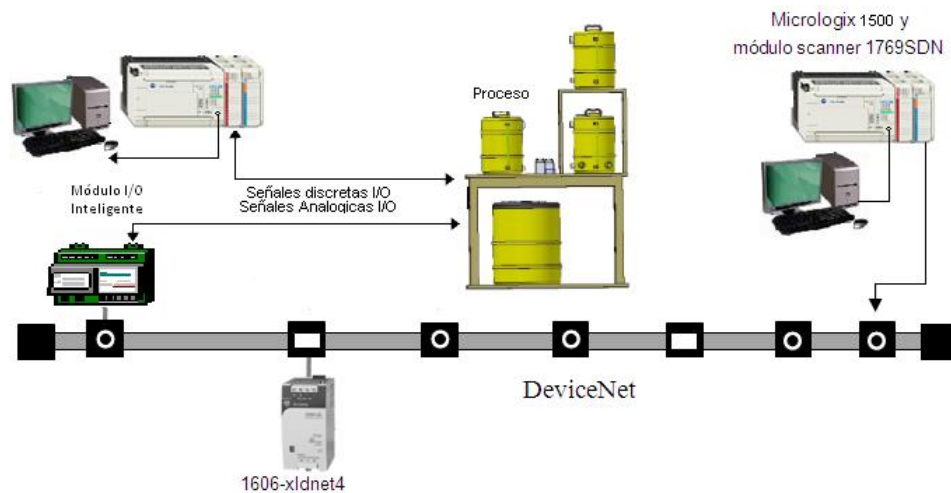 Micrologix 1500 y
módulo scanner 1769SDN
Proceso
Módulo I/O
Inteligente
Señales discretas I/O
Señales Analogicas I/O
DeviceNet
1606-xldnet4